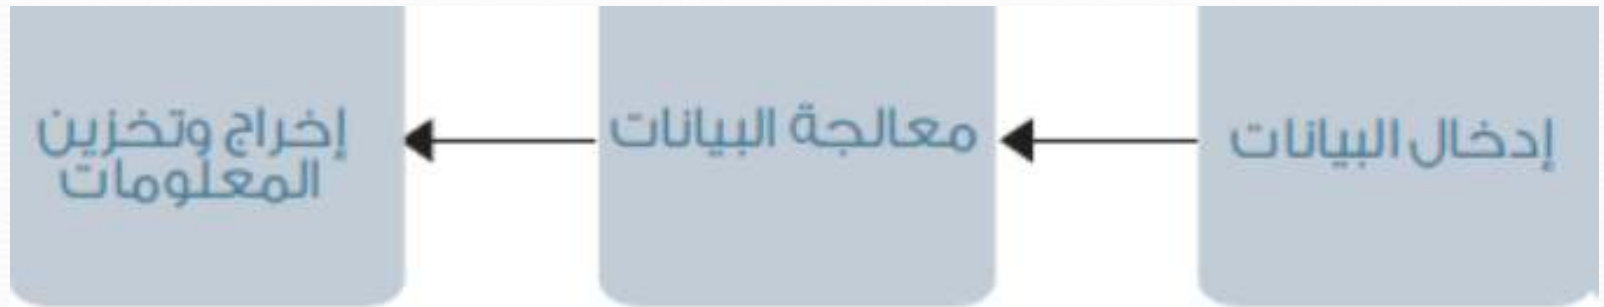 إدخال البيانات
معالجة البيانات
إخراج وتخزين
المعلومات